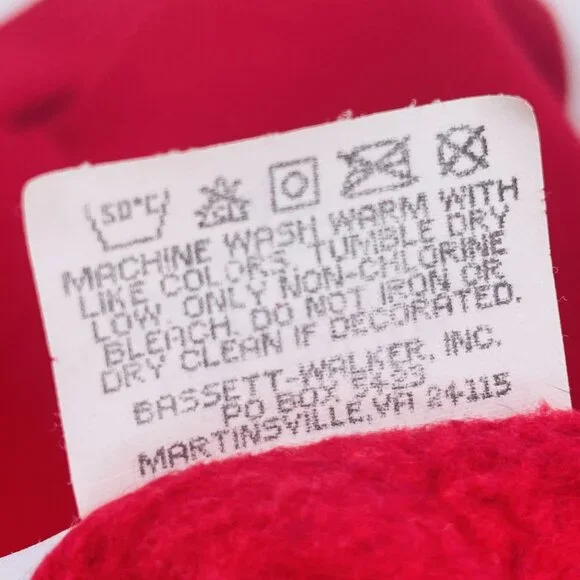 50°C
MACHINE WASH WARM WITH
LIKE COLORS. TUMBLE DRY
LOW. ONLY NON-CHLORINE
BLEACH. DO NOT IRON OR
DRY CLEAN IF DECORATED.
BASSETT-WALKER, INC.
PO BOX 5423
MARTINSVILLE, VA 24115